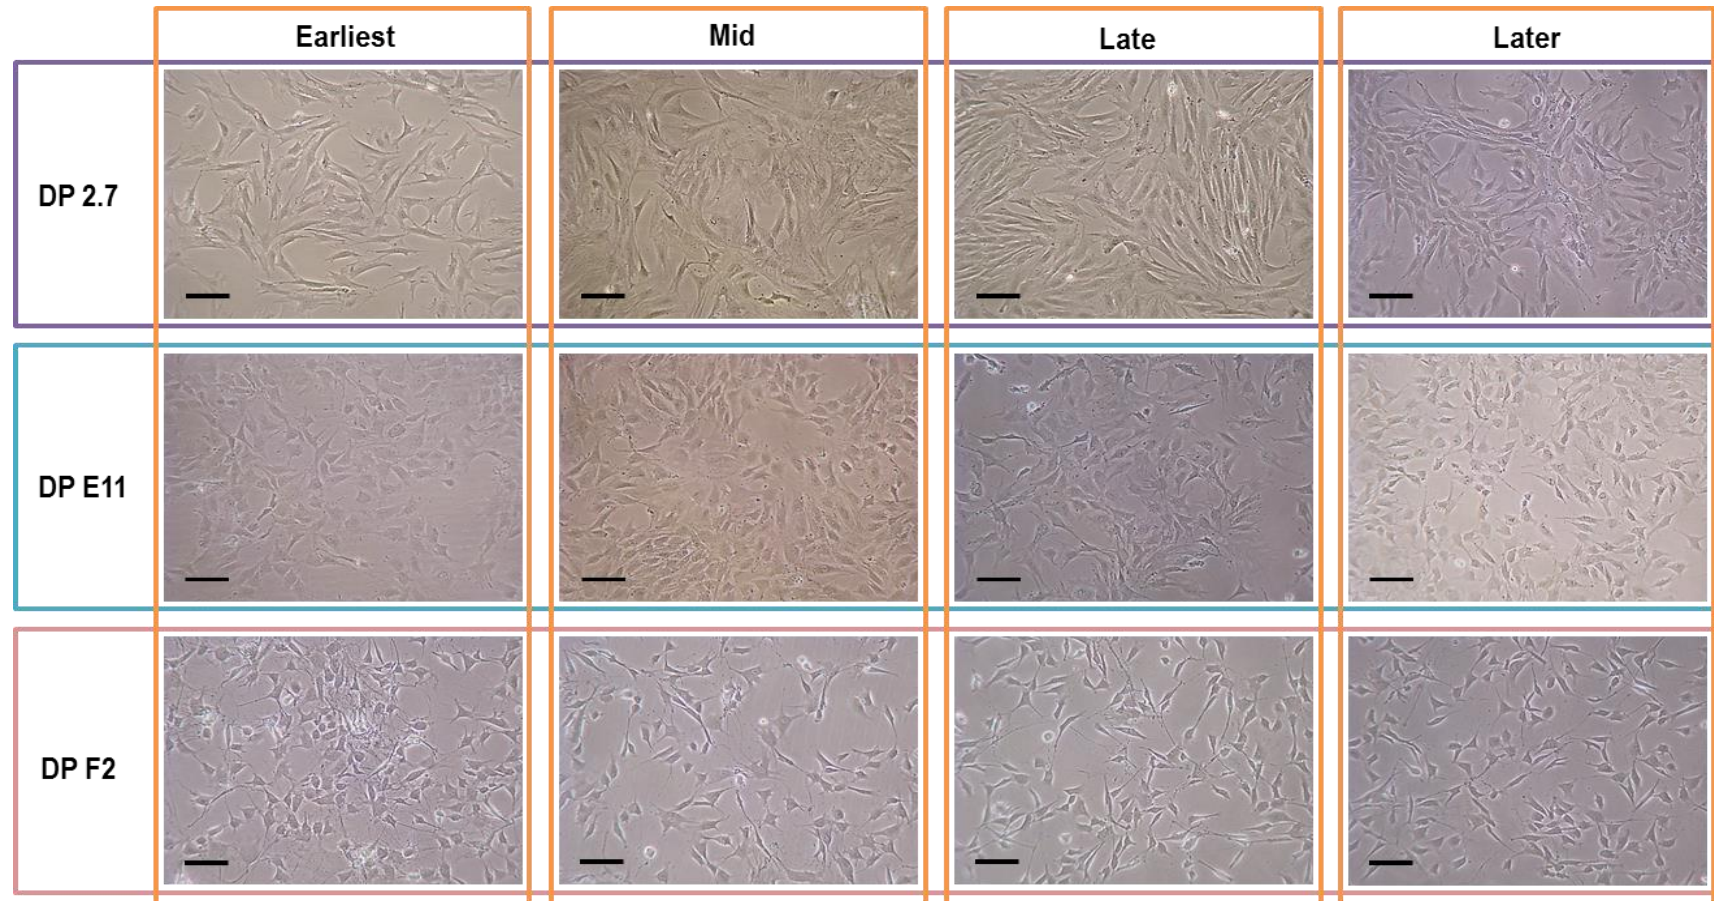 Earliest
Mid
Late
Later
DP 2.7
DP E11
DP F2